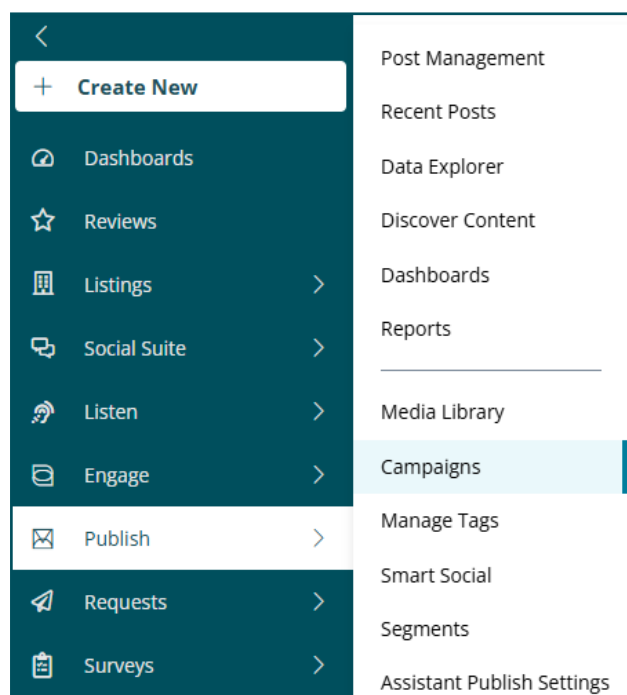 Create New
Dashboards
Reviews
Listings
Social Suite
Listen
Engage
Publish
Requests
Surveys
Post Management
Recent Posts
Data Explorer
Discover Content
Dashboards
Reports
Media Library
Campaigns
Manage Tags
Smart Social
Segments
Assistant Publish Settings